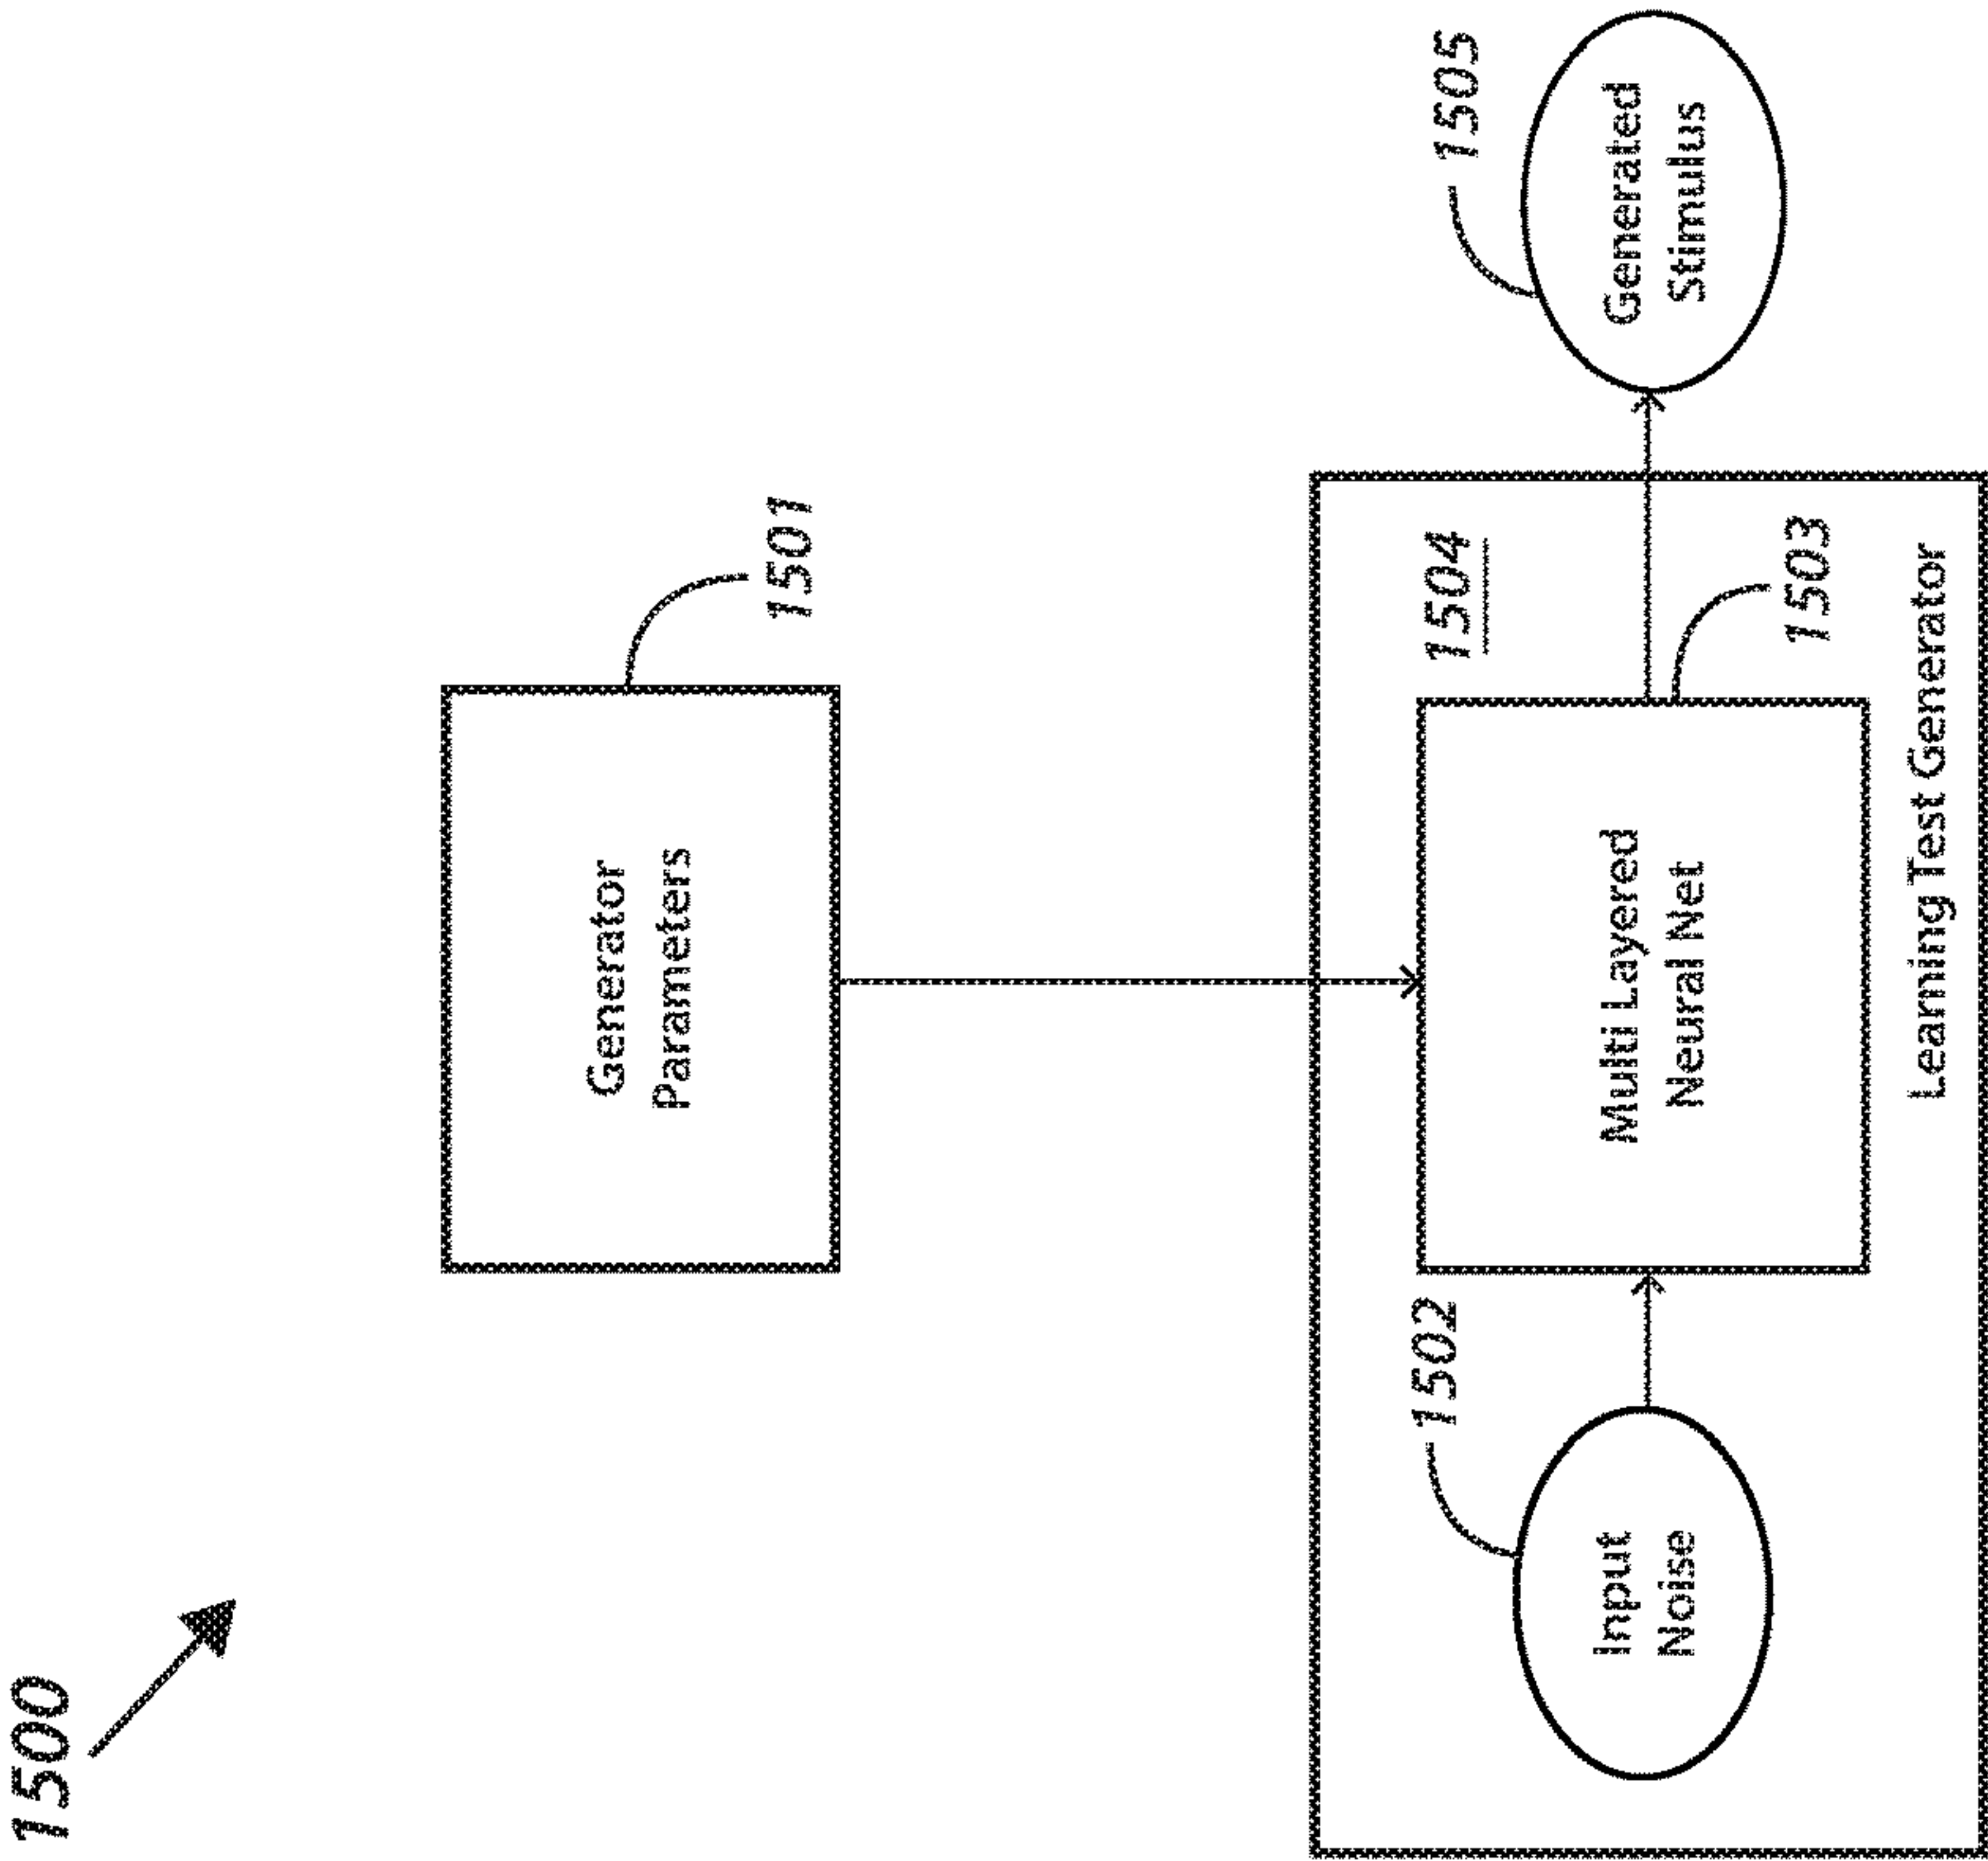 1500
Generator
Parameters
1501
1502
Input
Noise
Multi Layered
Neural Net
1504
1503
Learning Test Generator
1505
Generated
Stimulus